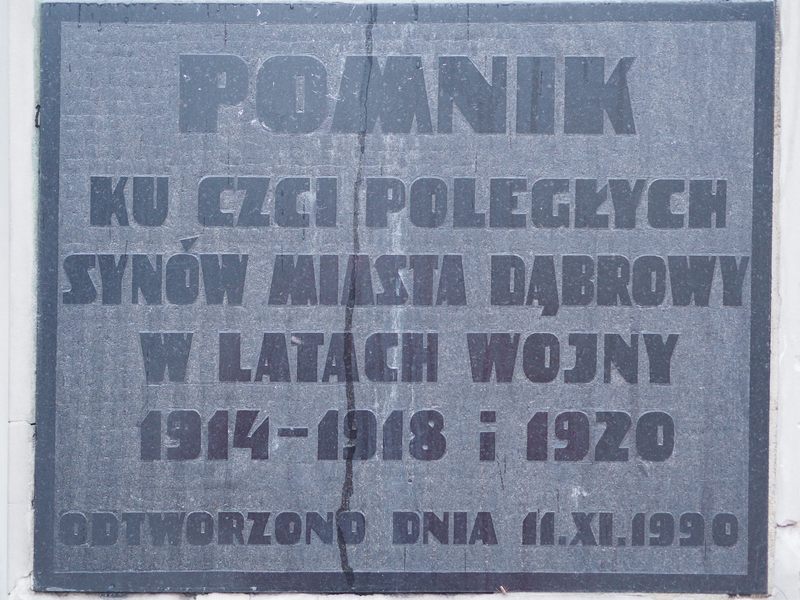 POMNIK
KU CZCI POLEGŁYCH
SYNÓW MIASTA DĄBROWY
W LATACH WOJNY
1914-1918 i 1920
ODTWORZONO DNIA 11.XI.1990